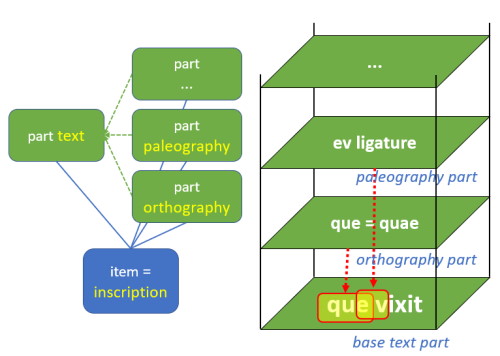 part
...
part text
part
paleography
part
orthography
item =
inscription
...
ev ligature
paleography part
que = quae
orthography part
que vixit
base text part